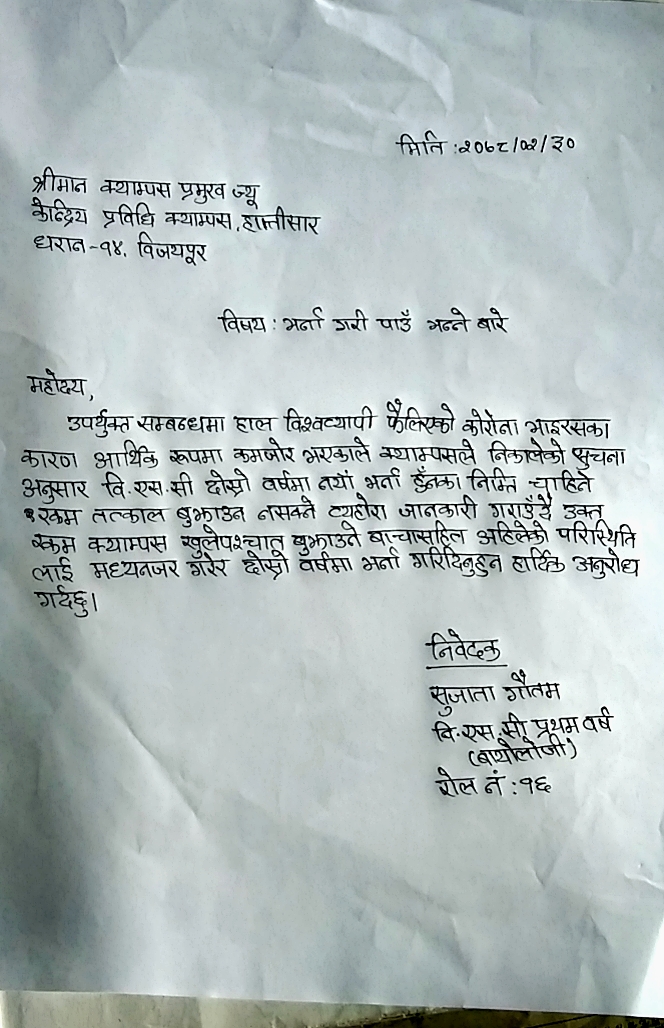 मिति : २०७८/०२/३०
श्रीमान क्याम्पस प्रमुख ज्यू
केन्द्रिय प्रविधि क्याम्पस, हात्तीसार
धरान-१४, विजयपूर
विषय : भर्ना गरी पाउँ भन्ने बारे
महोदय,
उपर्युक्त सम्बन्धमा हाल विश्वव्यापी फैलिएको कोरोना भाइरसका
कारण आर्थिक रूपमा कमजोर भएकाले क्याम्पसले निकालेको सुचना
अनुसार वि.एस.सी दोस्रो वर्षमा नयाँ भर्ना हुँनका निम्ति चाहिने
रकम तत्काल बुझाउन नसक्ने व्यहोरा जानकारी गराउँदै उक्त
रकम क्याम्पस खुलेपश्चात बुझाउने बाचासहित अहिलेको परिस्थिति
लाई मध्यनजर गरेर दोस्रो वर्षमा भर्ना गरिदिनुहुन हार्दिक अनुरोध
गर्दछु।
निवेदक
सुजाता गौतम
वि.एस.सी प्रथम वर्ष
(बायोलोजी)
रोल नं : १६